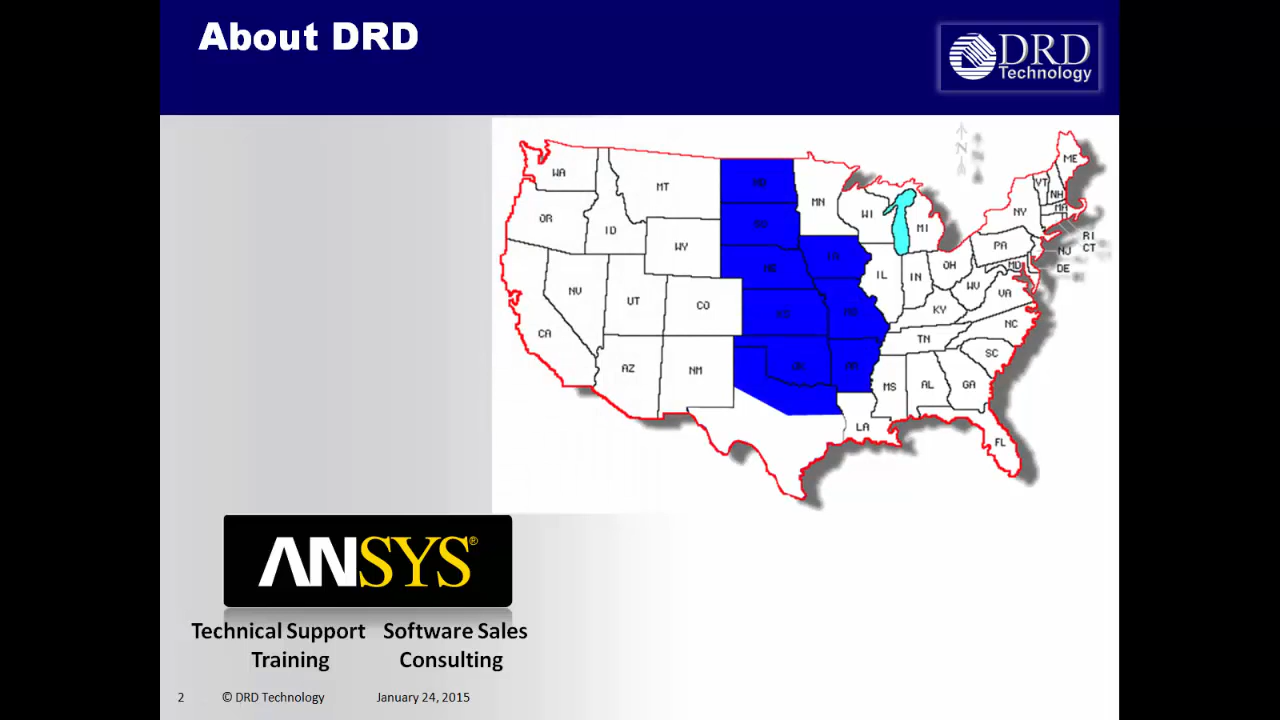 About DRD
DRD
Technology
N
WA
MT
ND
MN
WI
MI
ME
VT
NH
MA
NY
RI
CT
OR
ID
SD
WY
IA
PA
NJ
DE
MD
OH
IL
IN
WV
VA
NE
NV
UT
CO
KS
MO
KY
NC
CA
TN
SC
AZ
NM
OK
AR
MS
AL
GA
LA
FL
ANSYS®
Technical Support
Software Sales
Training
Consulting
2
© DRD Technology
January 24, 2015